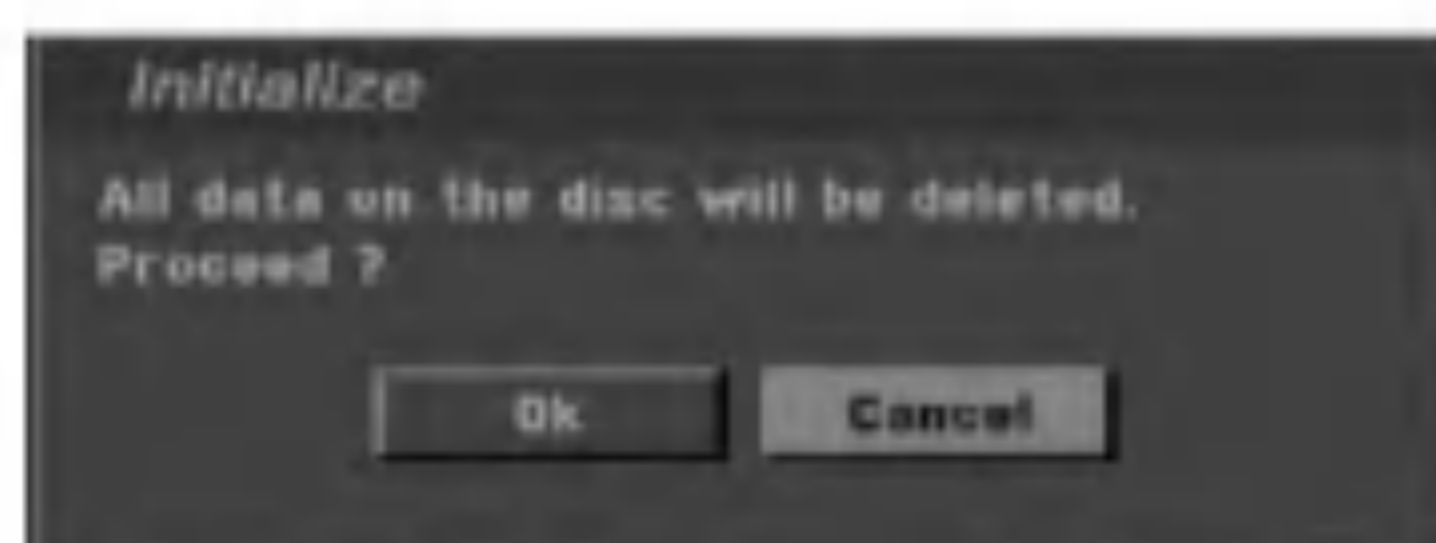 Initialize
All data on the disc will be deleted.
Proceed ?
Ok Cancel